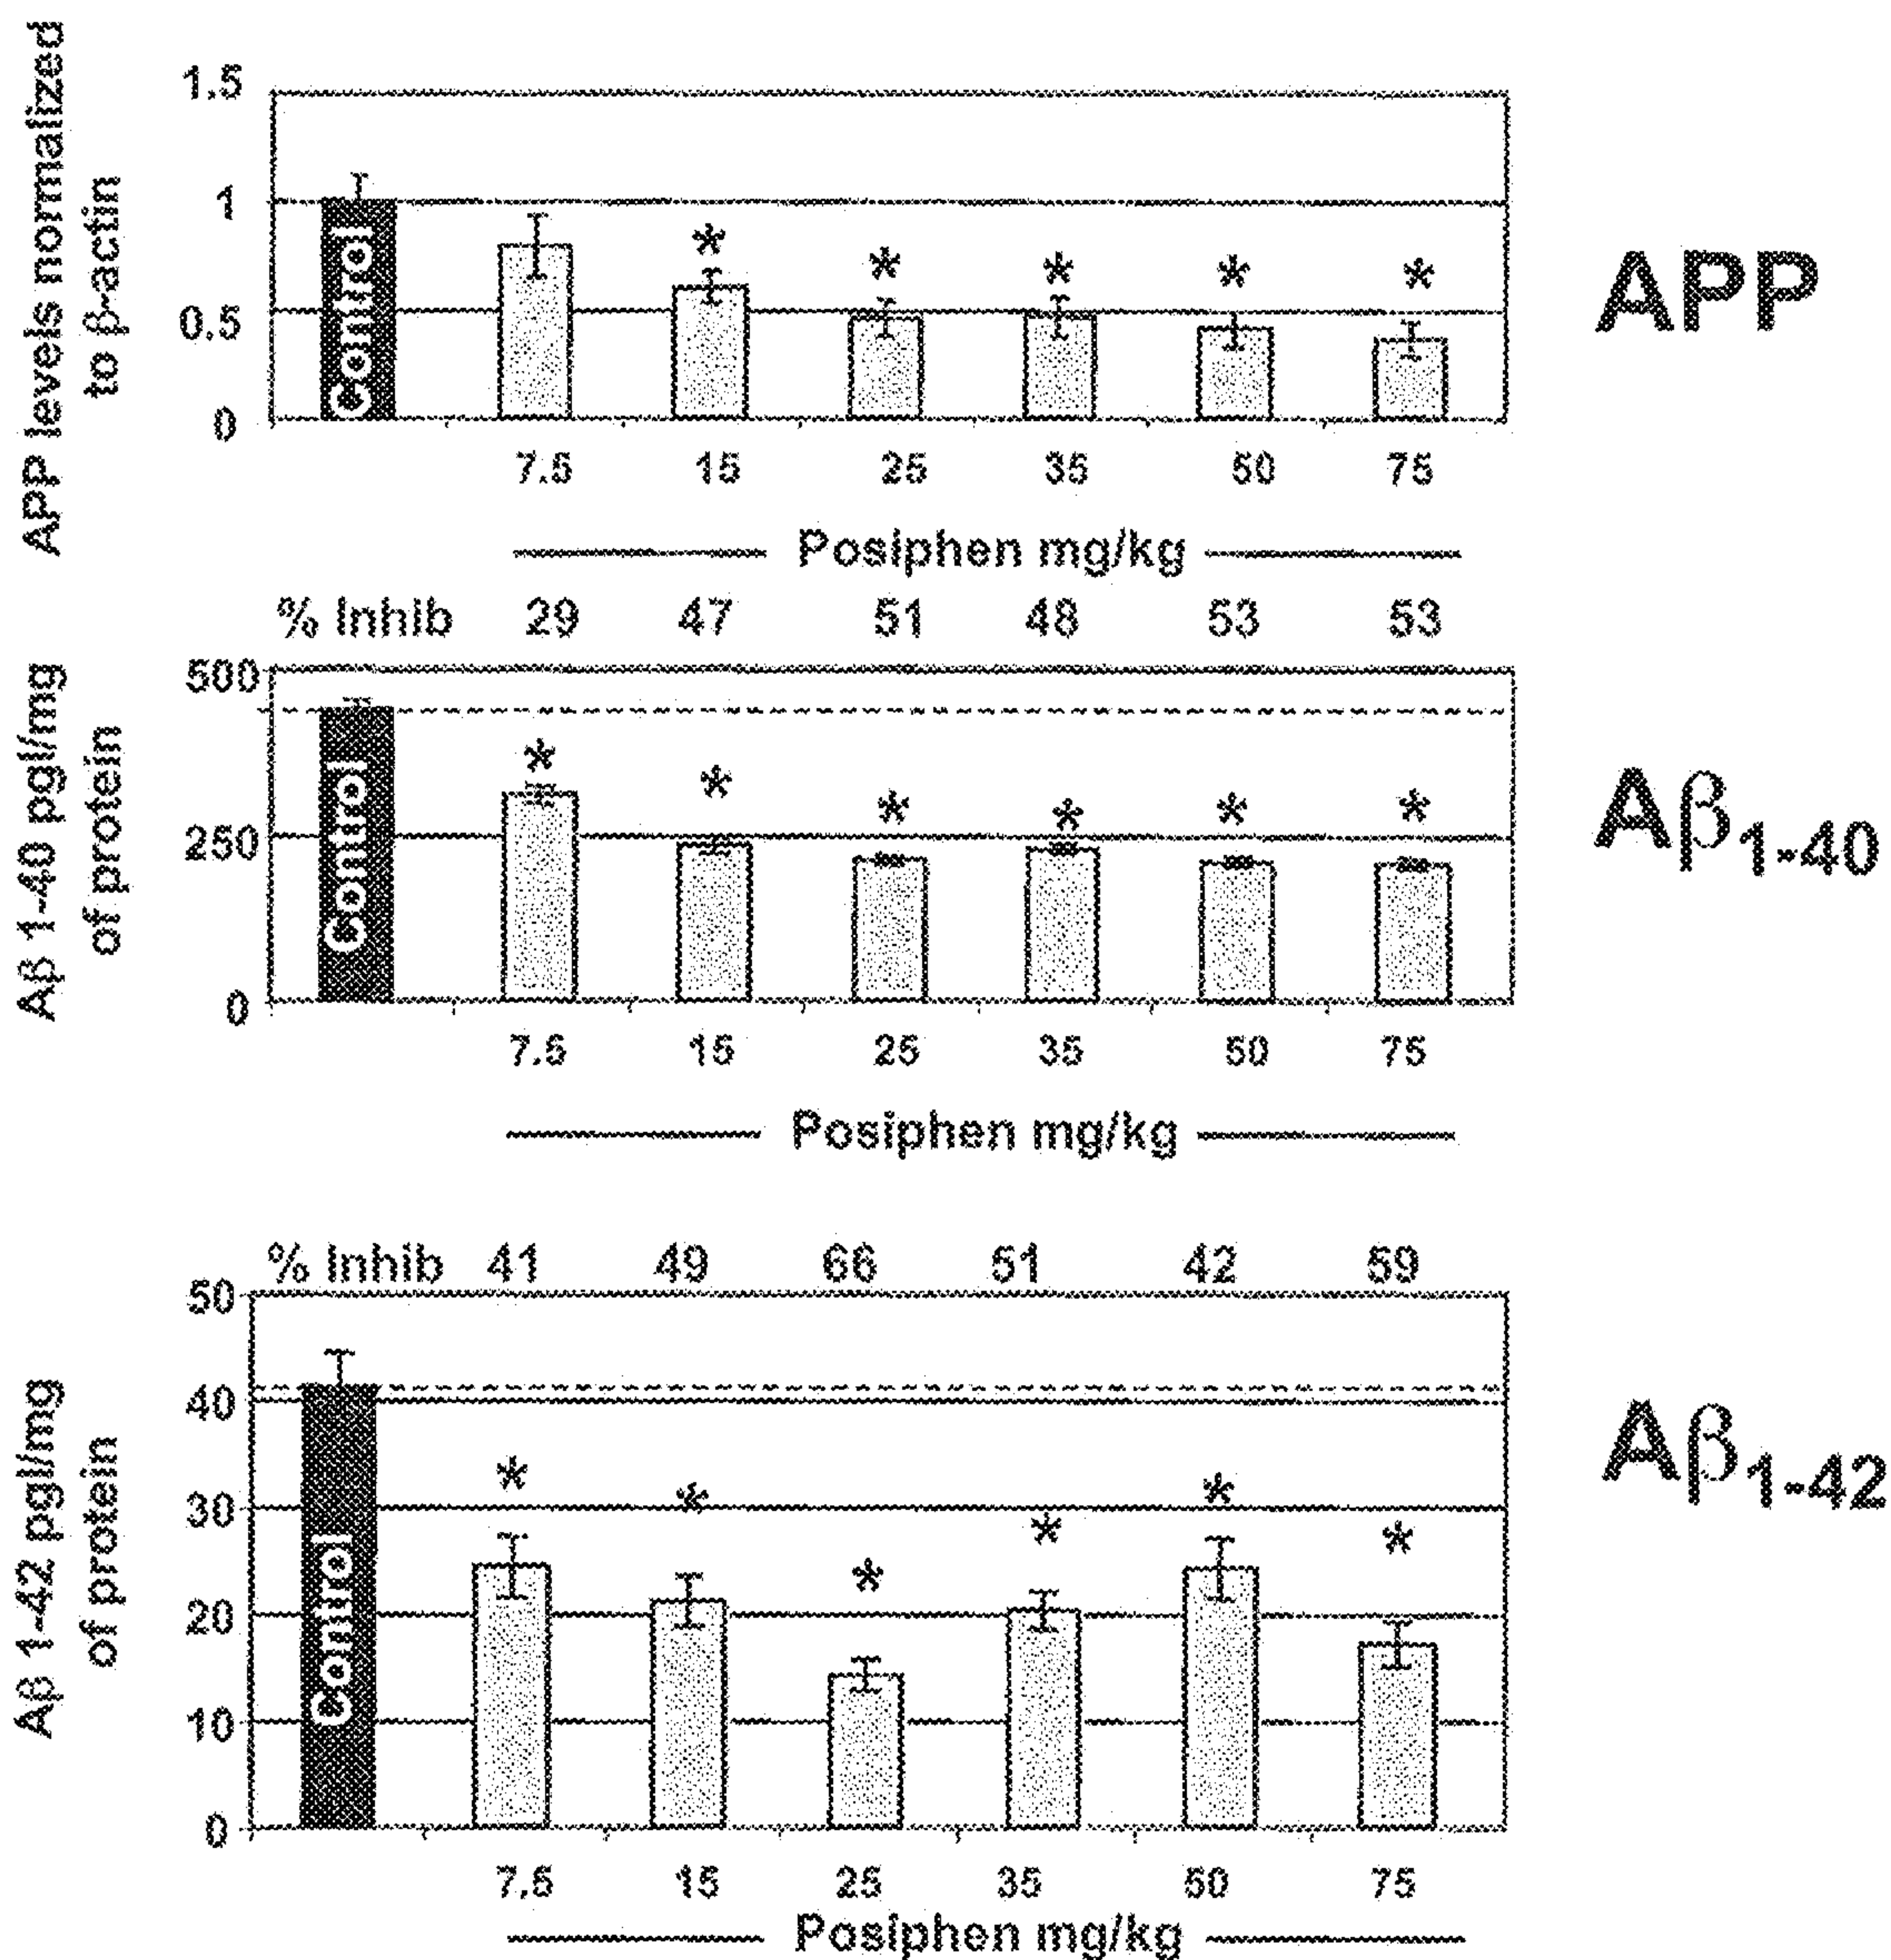 APP levels normalized
to β-actin
1.5
1
0.5
0
Control
*
*
*
*
*
7.5 15 25 35 50 75
Posiphen mg/kg
APP
% Inhib 29 47 51 48 53 53
Aβ 1-40 pgl/mg
of protein
500
250
0
Control
*
*
*
*
*
*
7.5 15 25 35 50 75
Posiphen mg/kg
Aβ1-40
% Inhib 41 49 66 51 42 59
Aβ 1-42 pgl/mg
of protein
50
40
30
20
10
0
Control
*
*
*
*
*
*
7.5 15 25 35 50 75
Posiphen mg/kg
Aβ1-42